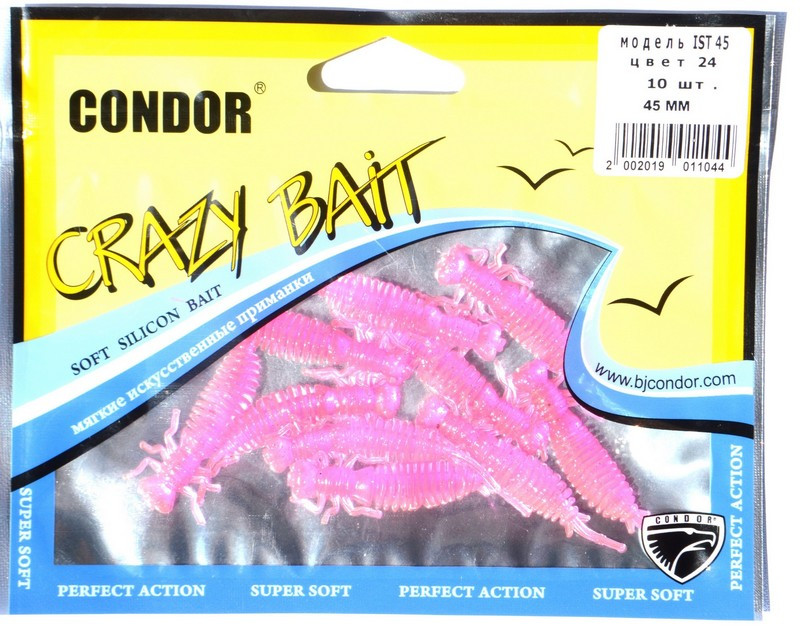 CONDOR®
модель IST 45
цвет 24
10 шт.
45 ММ
2 002019 011044
CRAZY BAiT
SOFT SILICON BAIT
мягкие искусственные приманки
www.bjcondor.com
CONDOR®
SUPER SOFT
PERFECT ACTION
PERFECT ACTION SUPER SOFT PERFECT ACTION SUPER SOFT